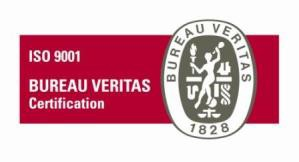 ISO 9001
BUREAU VERITAS
Certification
BUREAU VERITAS
1828